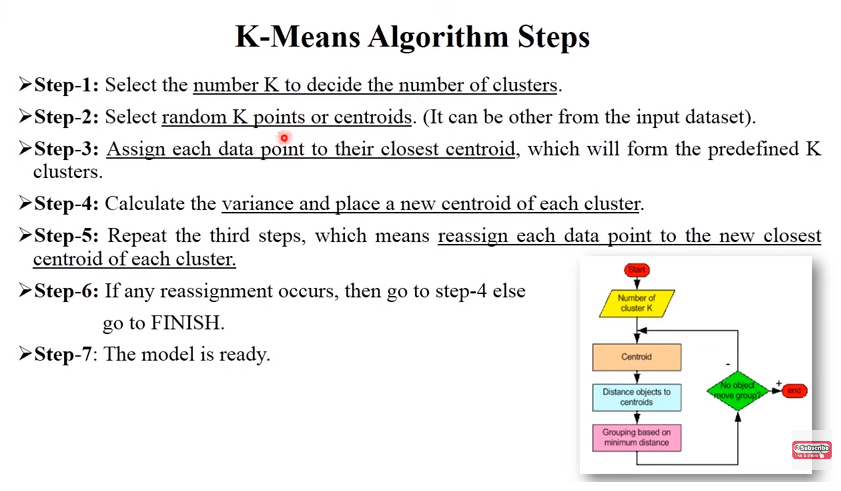 K-Means Algorithm Steps
➢Step-1: Select the number K to decide the number of clusters.
➢Step-2: Select random K points or centroids. (It can be other from the input dataset).
➢Step-3: Assign each data point to their closest centroid, which will form the predefined K
clusters.
➢Step-4: Calculate the variance and place a new centroid of each cluster.
➢Step-5: Repeat the third steps, which means reassign each data point to the new closest
centroid of each cluster.
➢Step-6: If any reassignment occurs, then go to step-4 else
go to FINISH.
➢Step-7: The model is ready.
Start
Number of
cluster K
Centroid
Distance objects to
centroids
Grouping based on
minimum distance
-
No object
move group?
+
end
Subscribe